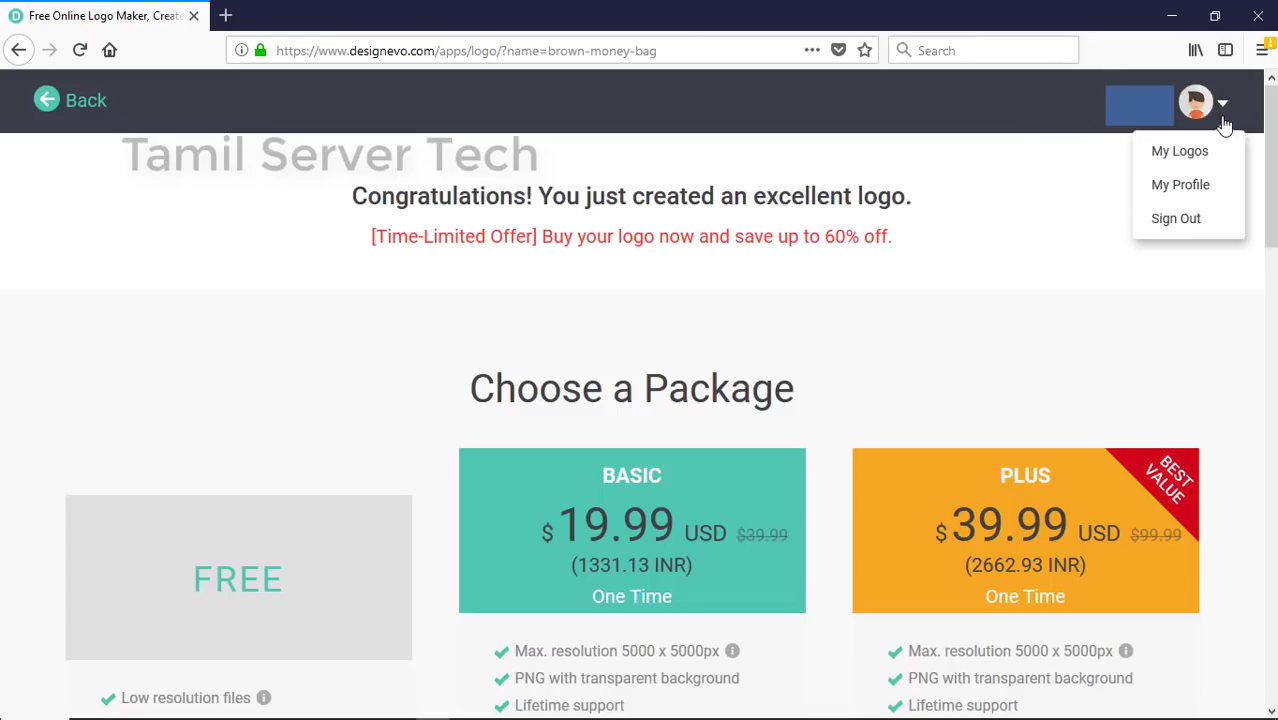 Free Online Logo Maker, Create
https://www.designevo.com/apps/logo/?name=brown-money-bag
Search
Back
My Logos
My Profile
Sign Out
Tamil Server Tech
Congratulations! You just created an excellent logo.
[Time-Limited Offer] Buy your logo now and save up to 60% off.
Choose a Package
FREE
Low resolution files
BASIC
$ 19.99 USD $39.99
(1331.13 INR)
One Time
Max. resolution 5000 x 5000px
PNG with transparent background
Lifetime support
PLUS
BEST
VALUE
$ 39.99 USD $99.99
(2662.93 INR)
One Time
Max. resolution 5000 x 5000px
PNG with transparent background
Lifetime support